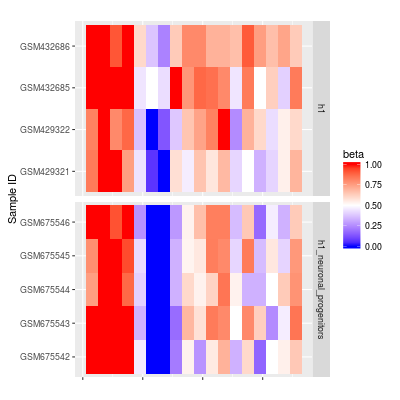 Sample ID
GSM432686
GSM432685
GSM429322
GSM429321
h1
GSM675546
GSM675545
GSM675544
GSM675543
GSM675542
h1_neuronal_progenitors
beta
1.00
0.75
0.50
0.25
0.00